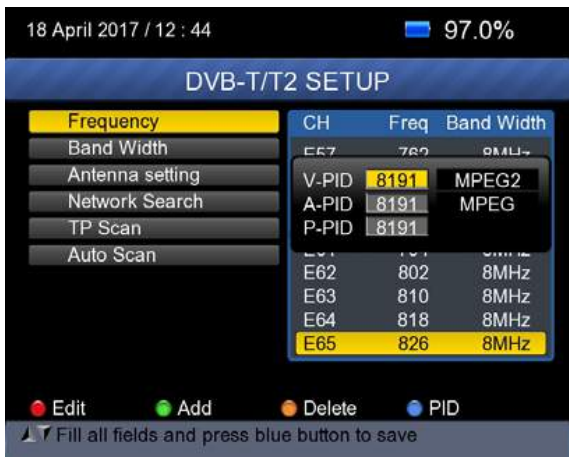 18 April 2017 / 12 : 44 97.0%
DVB-T/T2 SETUP
Frequency
Band Width
Antenna setting
Network Search
TP Scan
Auto Scan
CH Freq Band Width
E57 762 8MHz
V-PID 8191 MPEG2
A-PID 8191 MPEG
P-PID 8191
E62 802 8MHz
E63 810 8MHz
E64 818 8MHz
E65 826 8MHz
Edit Add Delete PID
Fill all fields and press blue button to save